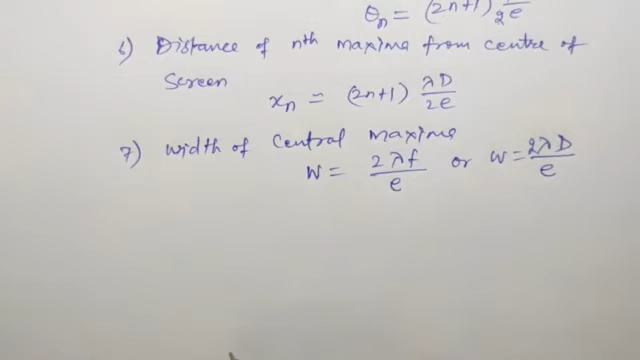 θn = (2n+1) /2e
6) Distance of nth maxima from centre of
Screen
xn = (2n+1) λD/2e
7) Width of Central maxima
W = 2λf/e or w = 2λD/e